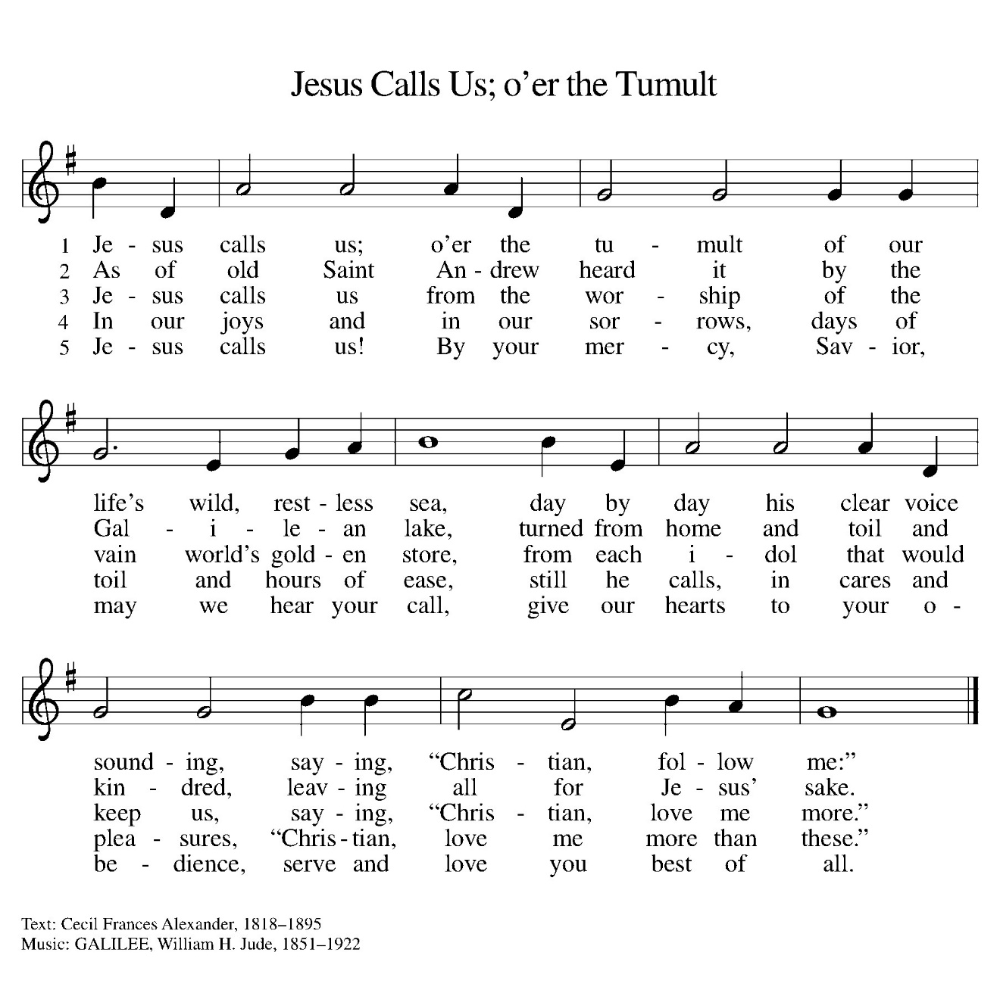 Jesus Calls Us; o’er the Tumult
1 Je - sus calls us; o’er the tu - mult of our
2 As of old Saint An - drew heard it by the
3 Je - sus calls us from the wor - ship of the
4 In our joys and in our sor - rows, days of
5 Je - sus calls us! By your mer - cy, Sav - ior,
life’s wild, rest - less sea, day by day his clear voice
Gal - i - le - an lake, turned from home and toil and
vain world’s gold - en store, from each i - dol that would
toil and hours of ease, still he calls, in cares and
may we hear your call, give our hearts to your o -
sound - ing, say - ing, “Chris - tian, fol - low me:”
kin - dred, leav - ing all for Je - sus’ sake.
keep us, say - ing, “Chris - tian, love me more.”
plea - sures, “Chris - tian, love me more than these.”
be - dience, serve and love you best of all.
Text: Cecil Frances Alexander, 1818–1895
Music: GALILEE, William H. Jude, 1851–1922